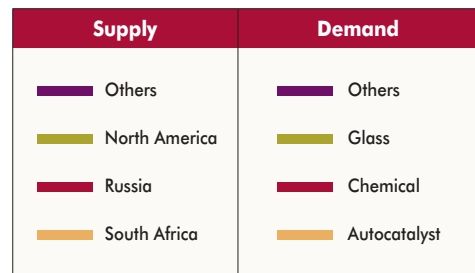 Supply Demand
Others Others
North America Glass
Russia Chemical
South Africa Autocatalyst